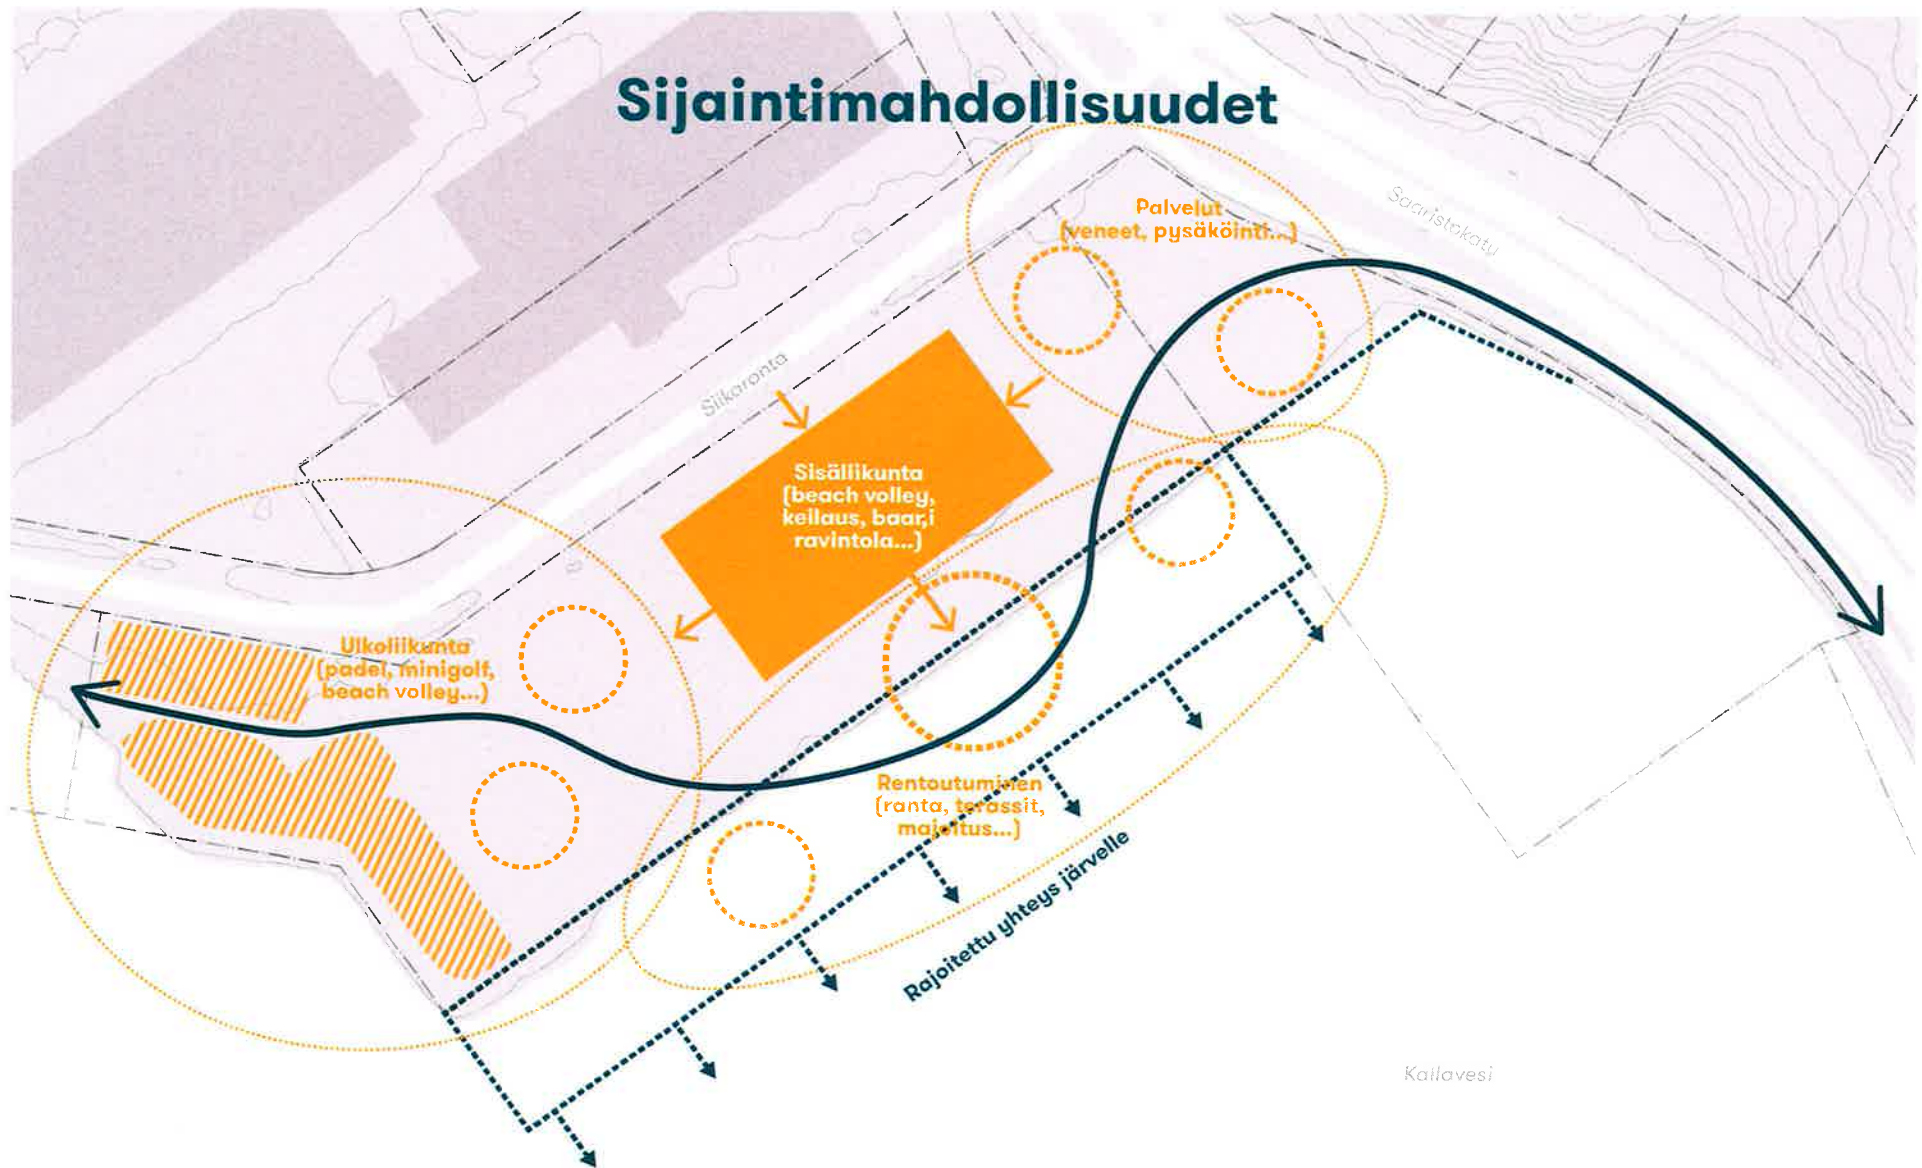 Sijaintimahdollisuudet
Palvelut
(veneet, pysäköinti...)
Saaristokatu
Siikaranta
Sisäliikunta
(beach volley,
keilaus, baar,i
ravintola...)
Ulkoliikunta
(padel, minigolf,
beach volley...)
Rentoutuminen
(ranta, terassit,
majoitus...)
Rajoitettu yhteys järvelle
Kallavesi